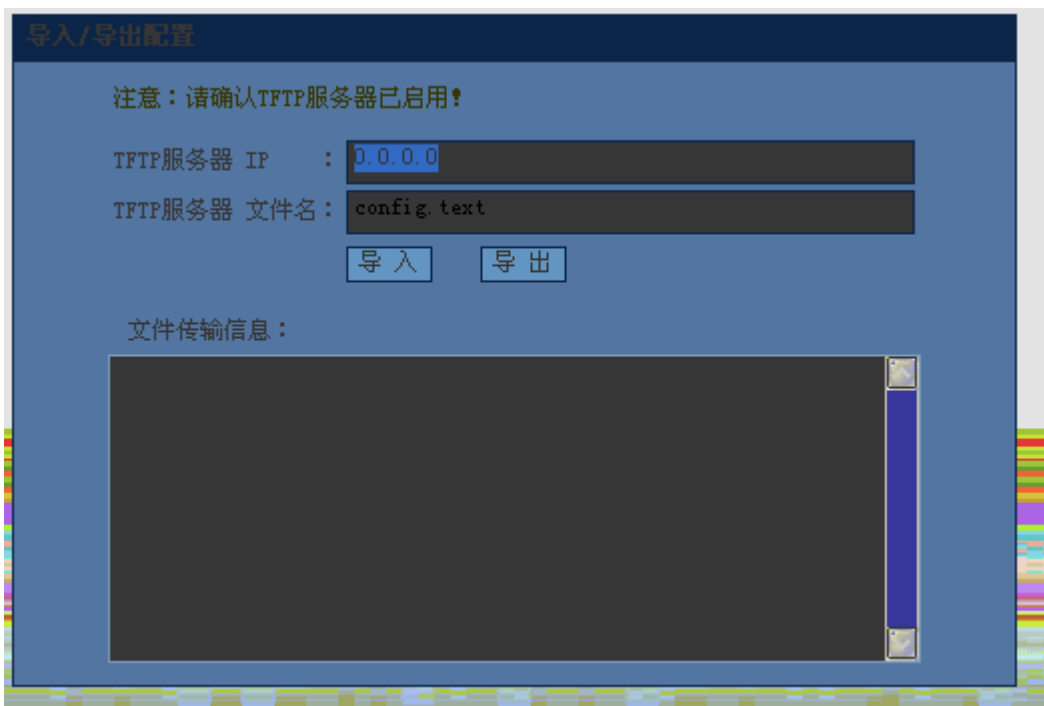 导入/导出配置
注意：请确认TFTP服务器已启用！
TFTP服务器 IP ： 0.0.0.0
TFTP服务器 文件名： config.text
导 入 导 出
文件传输信息：